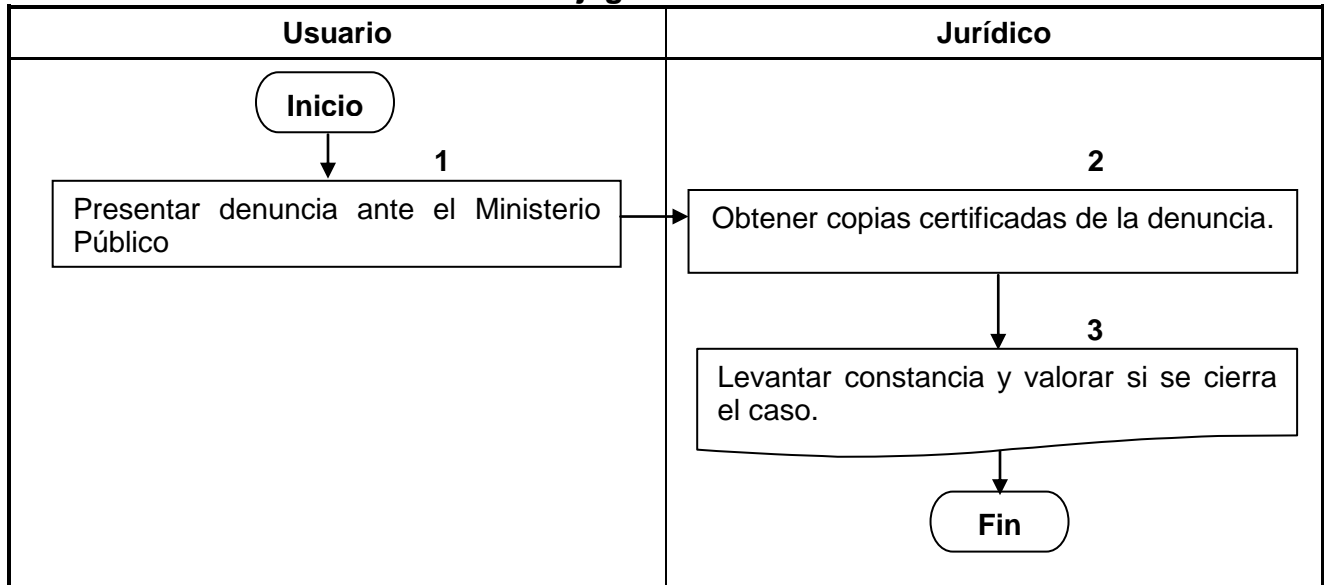 Usuario
Jurídico
Inicio
1
Presentar denuncia ante el Ministerio
Público
2
Obtener copias certificadas de la denuncia.
3
Levantar constancia y valorar si se cierra
el caso.
Fin